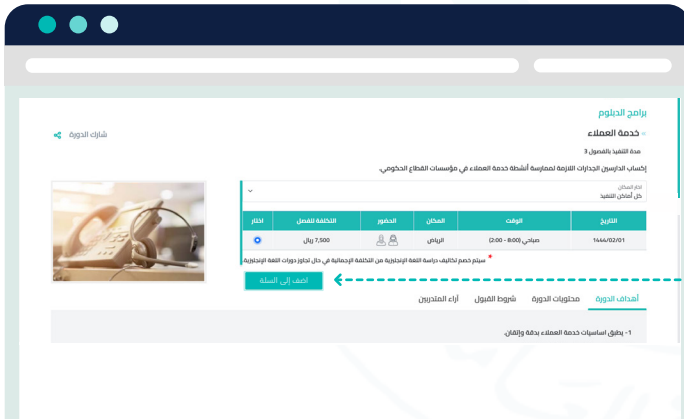 برامج الدبلوم
» خدمة العملاء
شارك الدورة
مدة التنفيذ بالفصول 3
إكساب الدارسين الجدارات اللازمة لممارسة أنشطة خدمة العملاء في مؤسسات القطاع الحكومي.
اختر المكان
كل أماكن التنفيذ
التاريخ الوقت المكان الحضور التكلفة للفصل اختار
1444/02/01 صباحي (8:00 - 2:00) الرياض 7,500 ريال
* سيتم خصم تكاليف دراسة اللغة الإنجليزية من التكلفة الإجمالية في حال تجاوز دورات اللغة الإنجليزية
اضف إلى السلة
أهداف الدورة محتويات الدورة شروط القبول آراء المتدربين
1- يطبق اساسيات خدمة العملاء بدقة وإتقان.